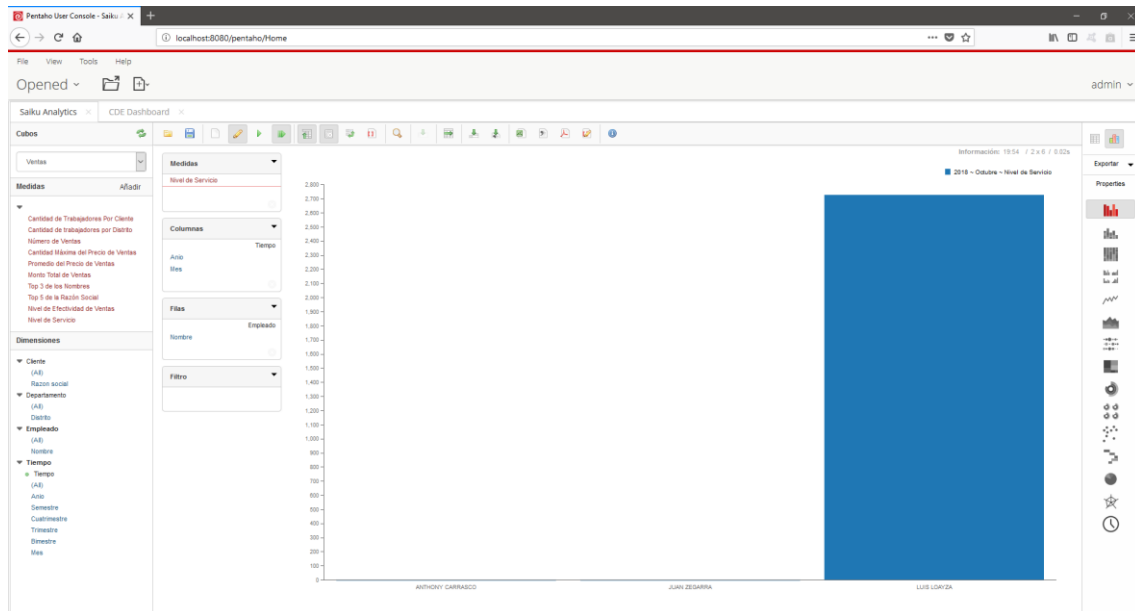 Pentaho User Console - Saiku A
localhost:8080/pentaho/Home
File View Tools Help
Opened
admin
Saiku Analytics
CDE Dashboard
Cubos
Ventas
Medidas Añadir
Cantidad de Trabajadores Por Cliente
Cantidad de trabajadores por Distrito
Número de Ventas
Cantidad Máxima del Precio de Ventas
Promedio del Precio de Ventas
Monto Total de Ventas
Top 3 de los Nombres
Top 5 de la Razón Social
Nivel de Efectividad de Ventas
Nivel de Servicio
Dimensiones
Cliente
(All)
Razon social
Departamento
(All)
Distrito
Empleado
(All)
Nombre
Tiempo
Tiempo
(All)
Anio
Semestre
Cuatrimestre
Trimestre
Bimestre
Mes
Medidas
Nivel de Servicio
Columnas
Tiempo
Anio
Mes
Filas
Empleado
Nombre
Filtro
Información: 19:54 / 2 x 6 / 0.02s
2018 ~ Octubre ~ Nivel de Servicio
2,800
2,700
2,600
2,500
2,400
2,300
2,200
2,100
2,000
1,900
1,800
1,700
1,600
1,500
1,400
1,300
1,200
1,100
1,000
900
800
700
600
500
400
300
200
100
0
ANTHONY CARRASCO
JUAN ZEGARRA
LUIS LOAYZA
Exportar
Properties